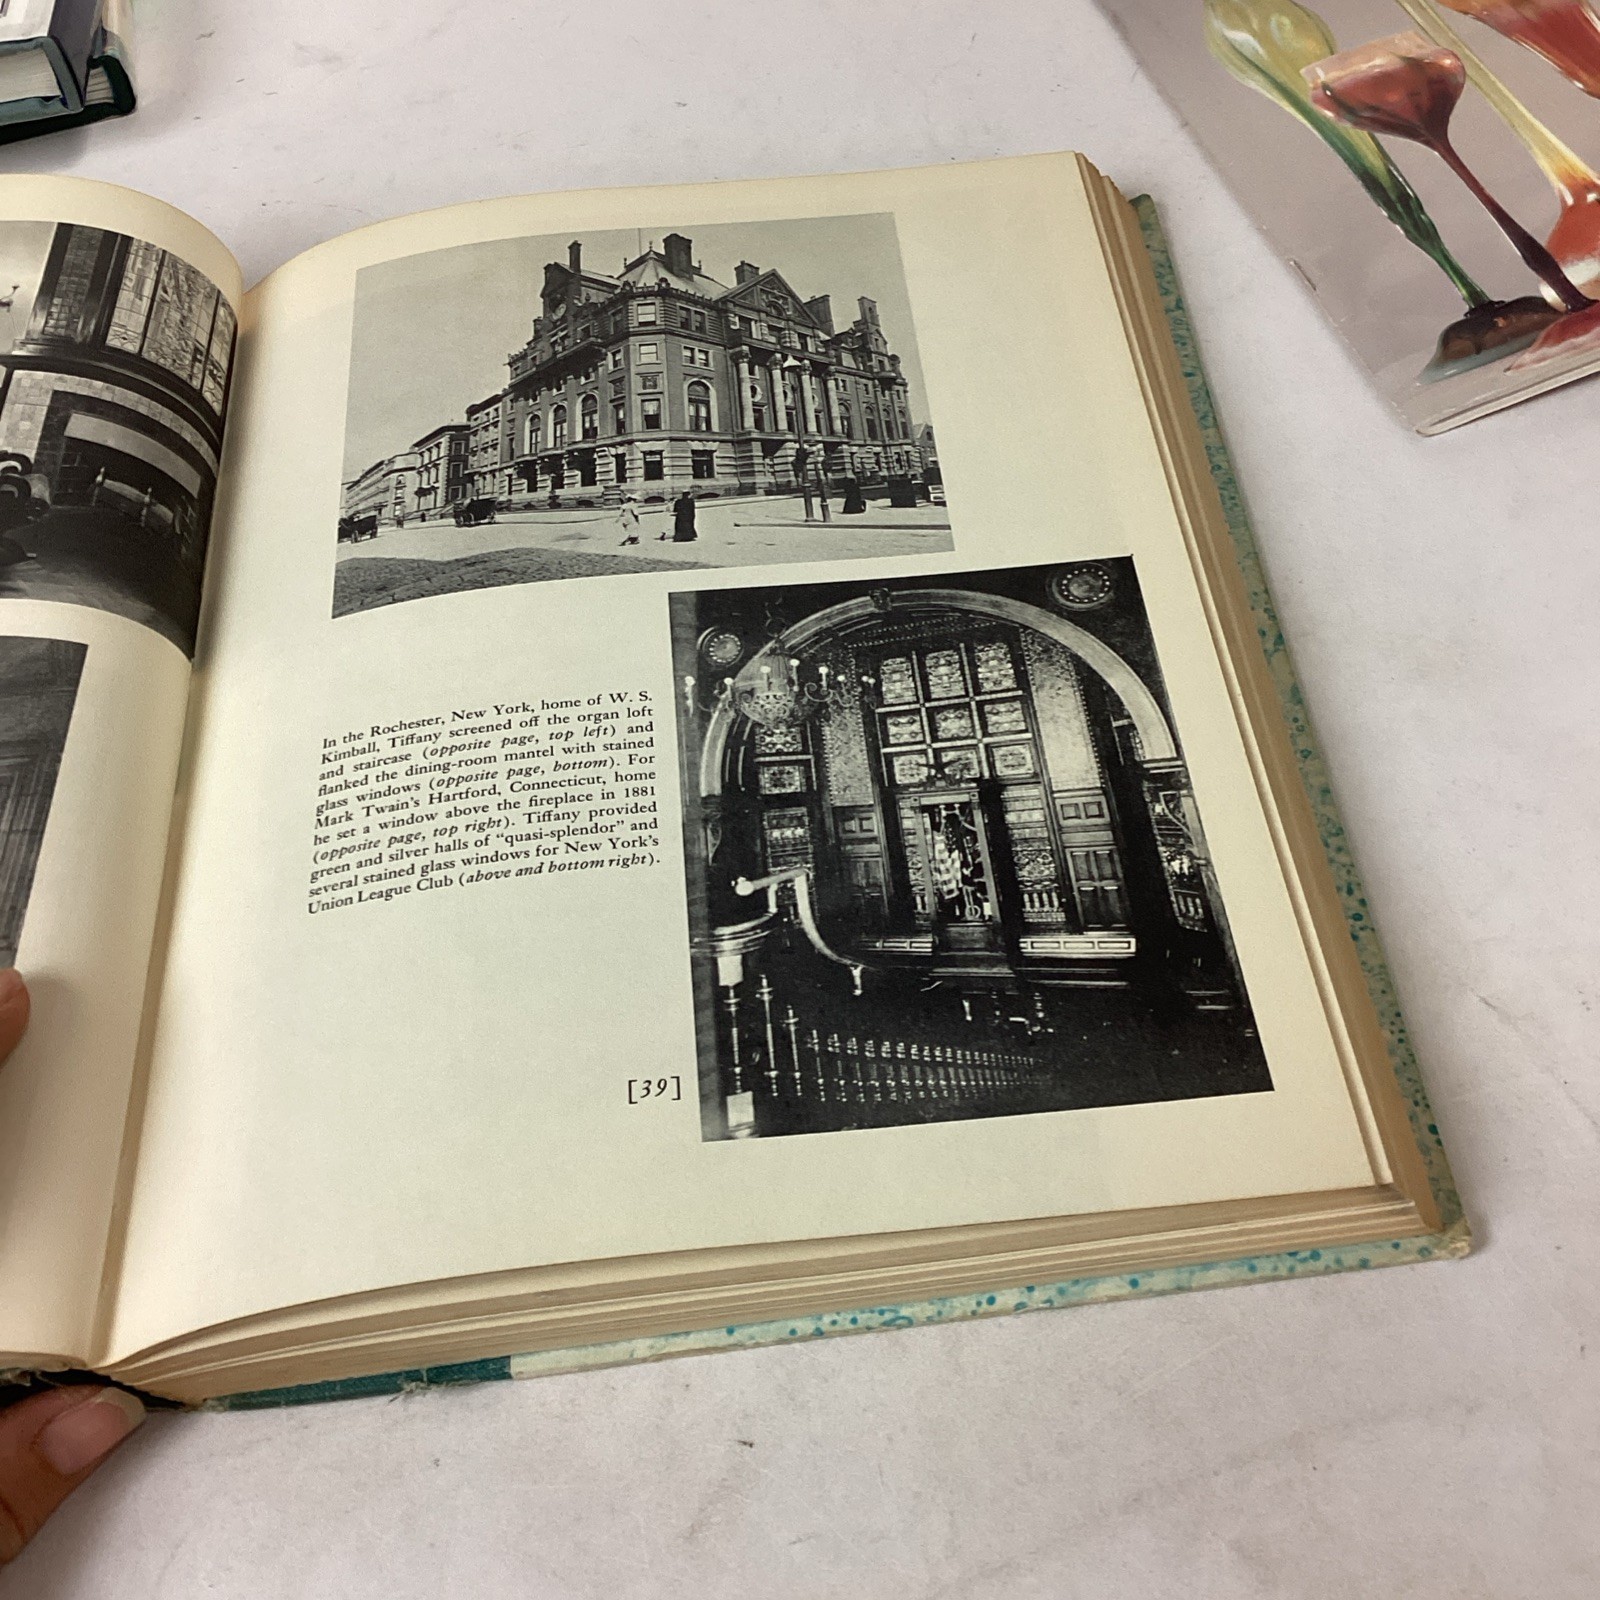 In the Rochester, New York, home of W. S.
Kimball, Tiffany screened off the organ loft
and staircase (opposite page, top left) and
flanked the dining-room mantel with stained
glass windows (opposite page, bottom). For
Mark Twain's Hartford, Connecticut, home
he set a window above the fireplace in 1881
(opposite page, top right). Tiffany provided
green and silver halls of "quasi-splendor" and
several stained glass windows for New York's
Union League Club (above and bottom right).
[39]